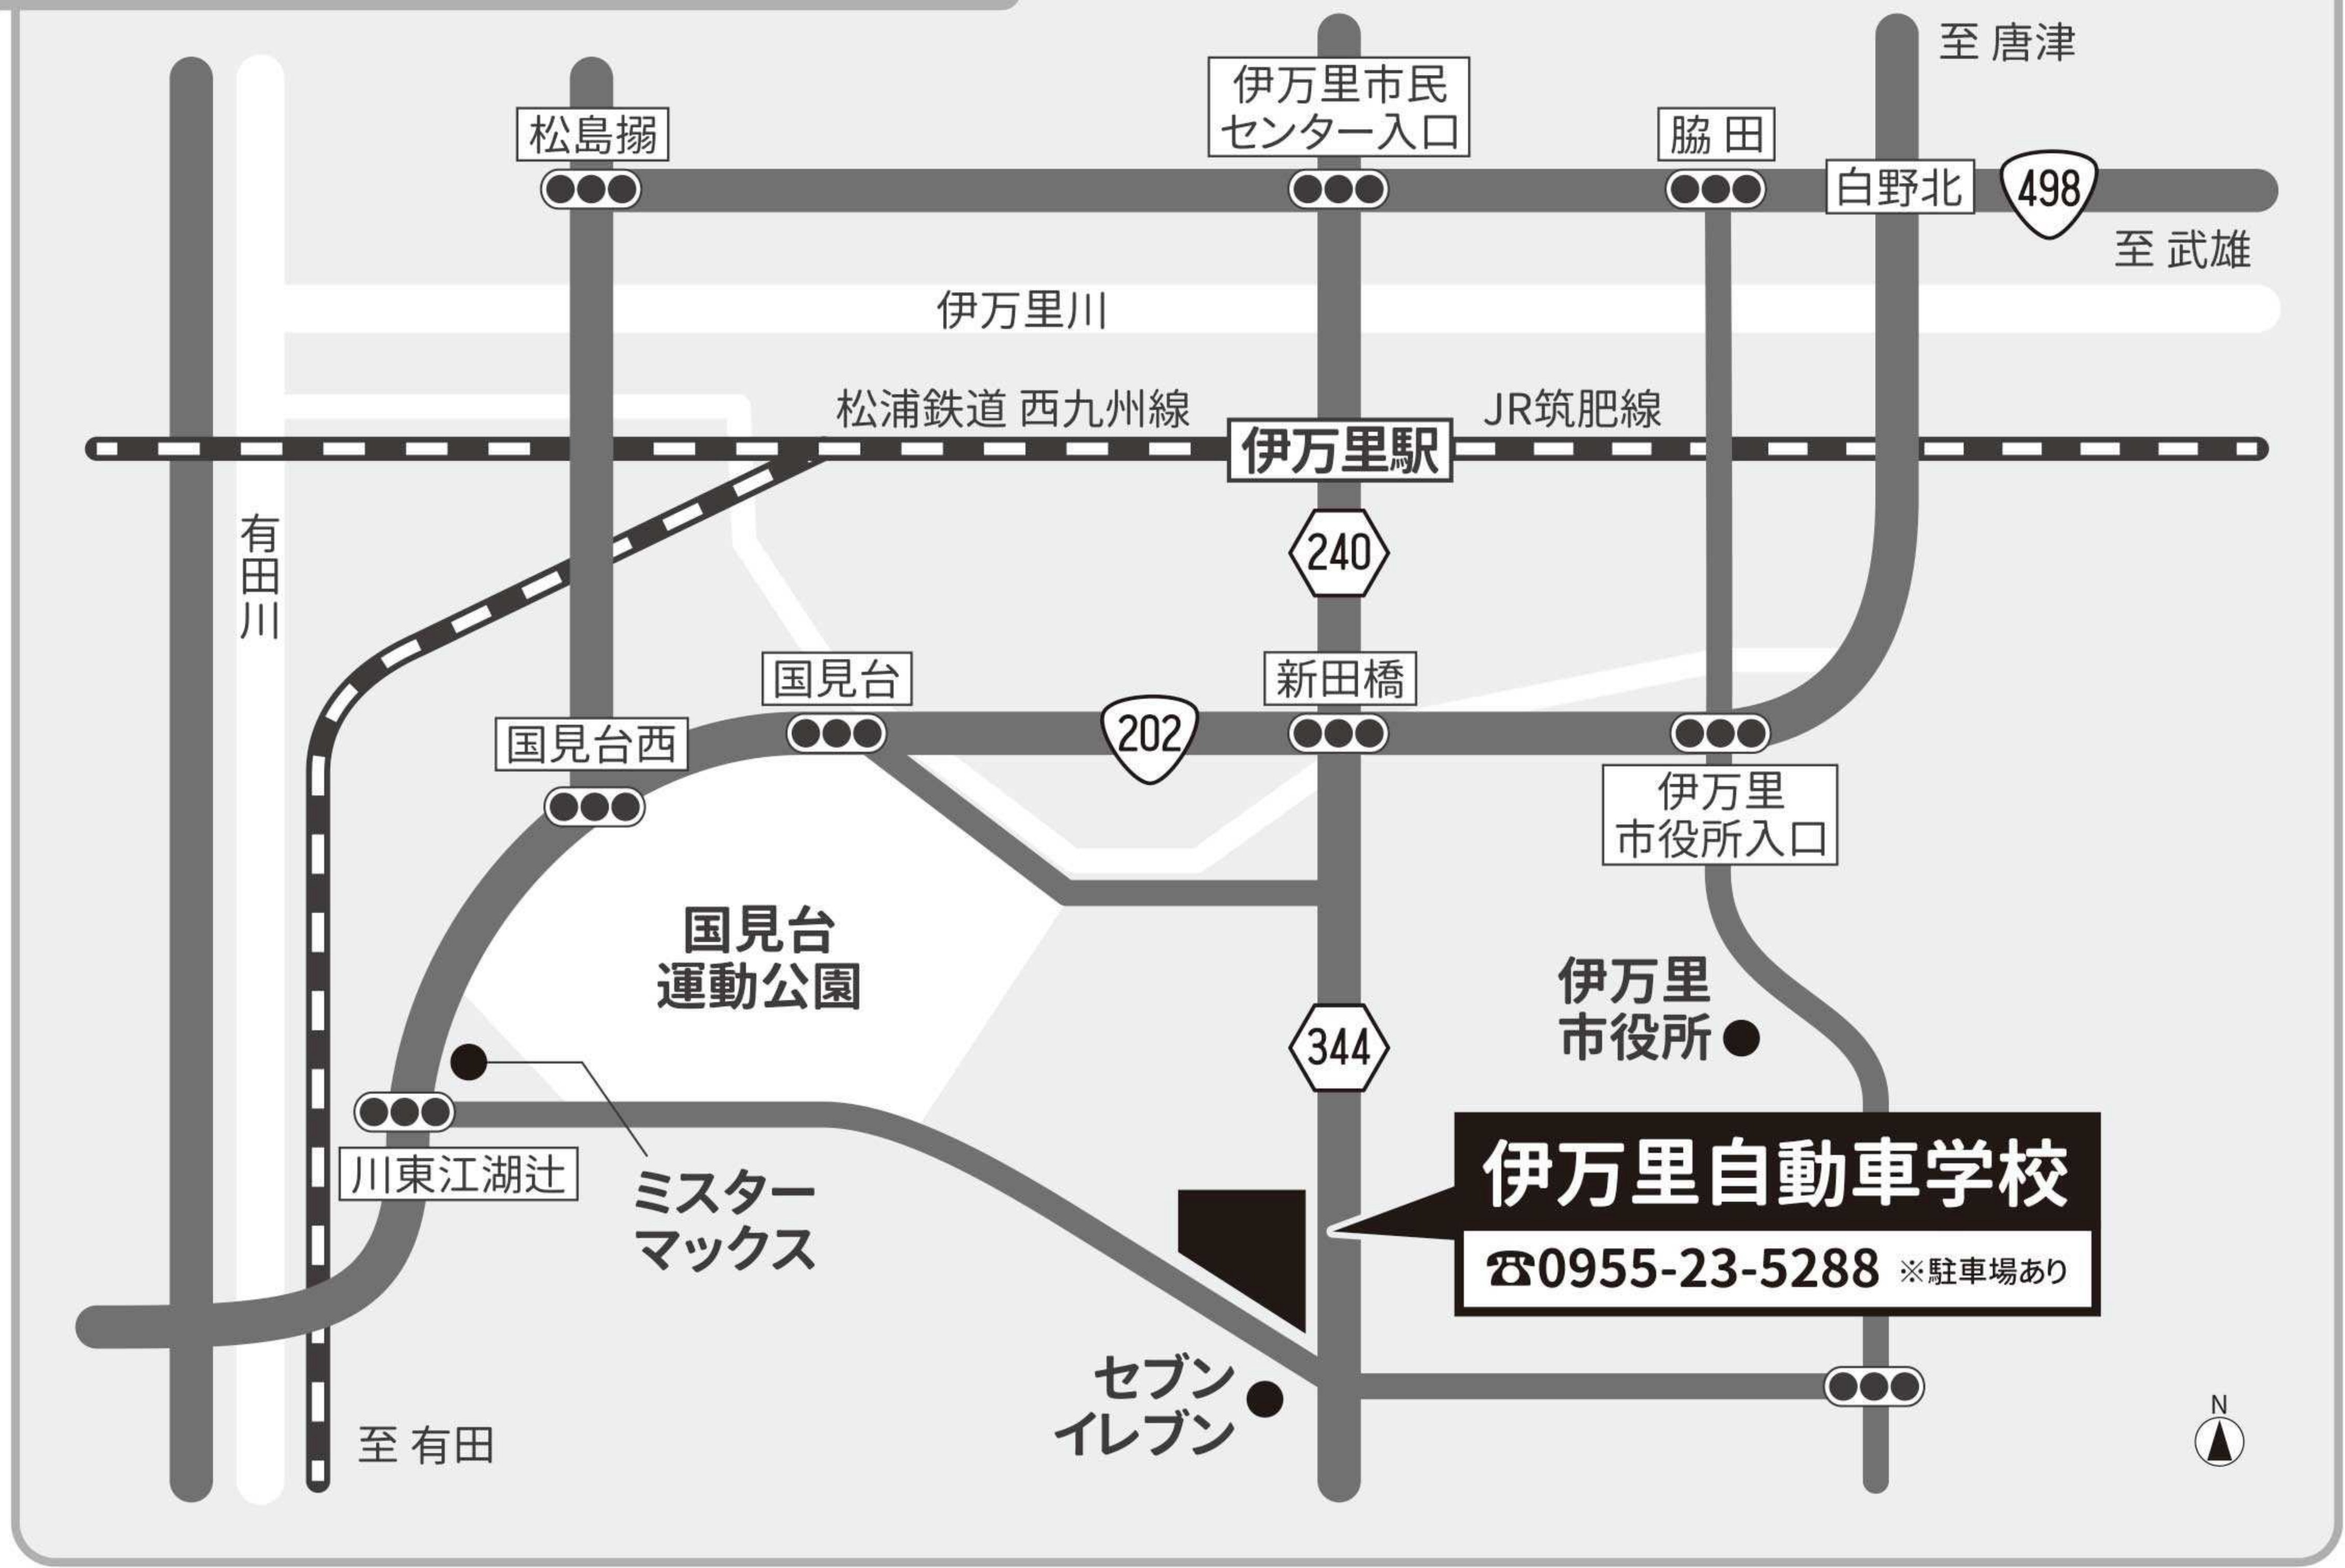 至 唐津
伊万里市民
センター入口
松島搦
脇田
白野北
498
至 武雄
伊万里川
松浦鉄道 西九州線
JR筑肥線
伊万里駅
有田川
240
国見台
新田橋
国見台西
202
伊万里
市役所入口
国見台
運動公園
伊万里
市役所
344
川東江湖辻
ミスター
マックス
伊万里自動車学校
☎0955-23-5288 ※駐車場あり
セブン
イレブン
至 有田
N